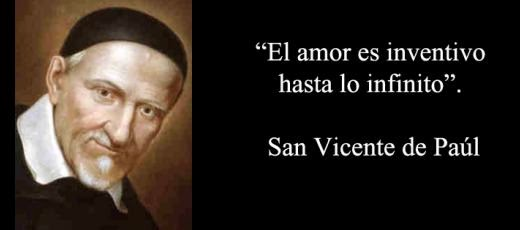 “El amor es inventivo
hasta lo infinito”.
San Vicente de Paúl